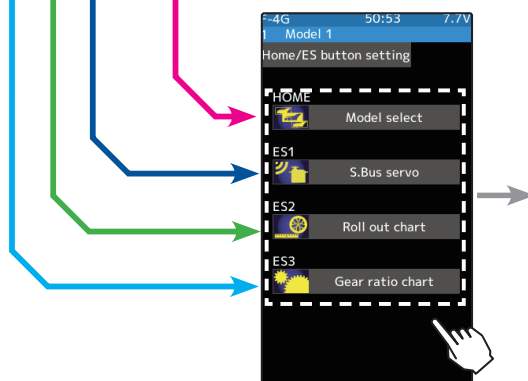 F-4G 50:53 7.7V
1 Model 1
Home/ES button setting
HOME
Model select
ES1
S.Bus servo
ES2
Roll out chart
ES3
Gear ratio chart